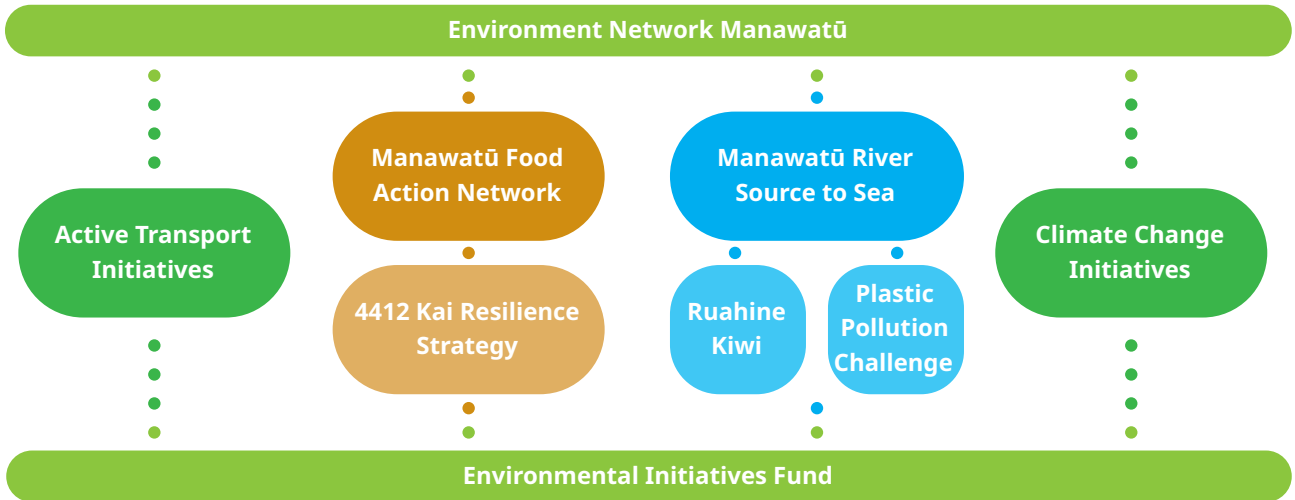 Environment Network Manawatū
Manawatū Food
Action Network
Manawatū River
Source to Sea
Active Transport
Initiatives
Climate Change
Initiatives
4412 Kai Resilience
Strategy
Ruahine
Kiwi
Plastic
Pollution
Challenge
Environmental Initiatives Fund